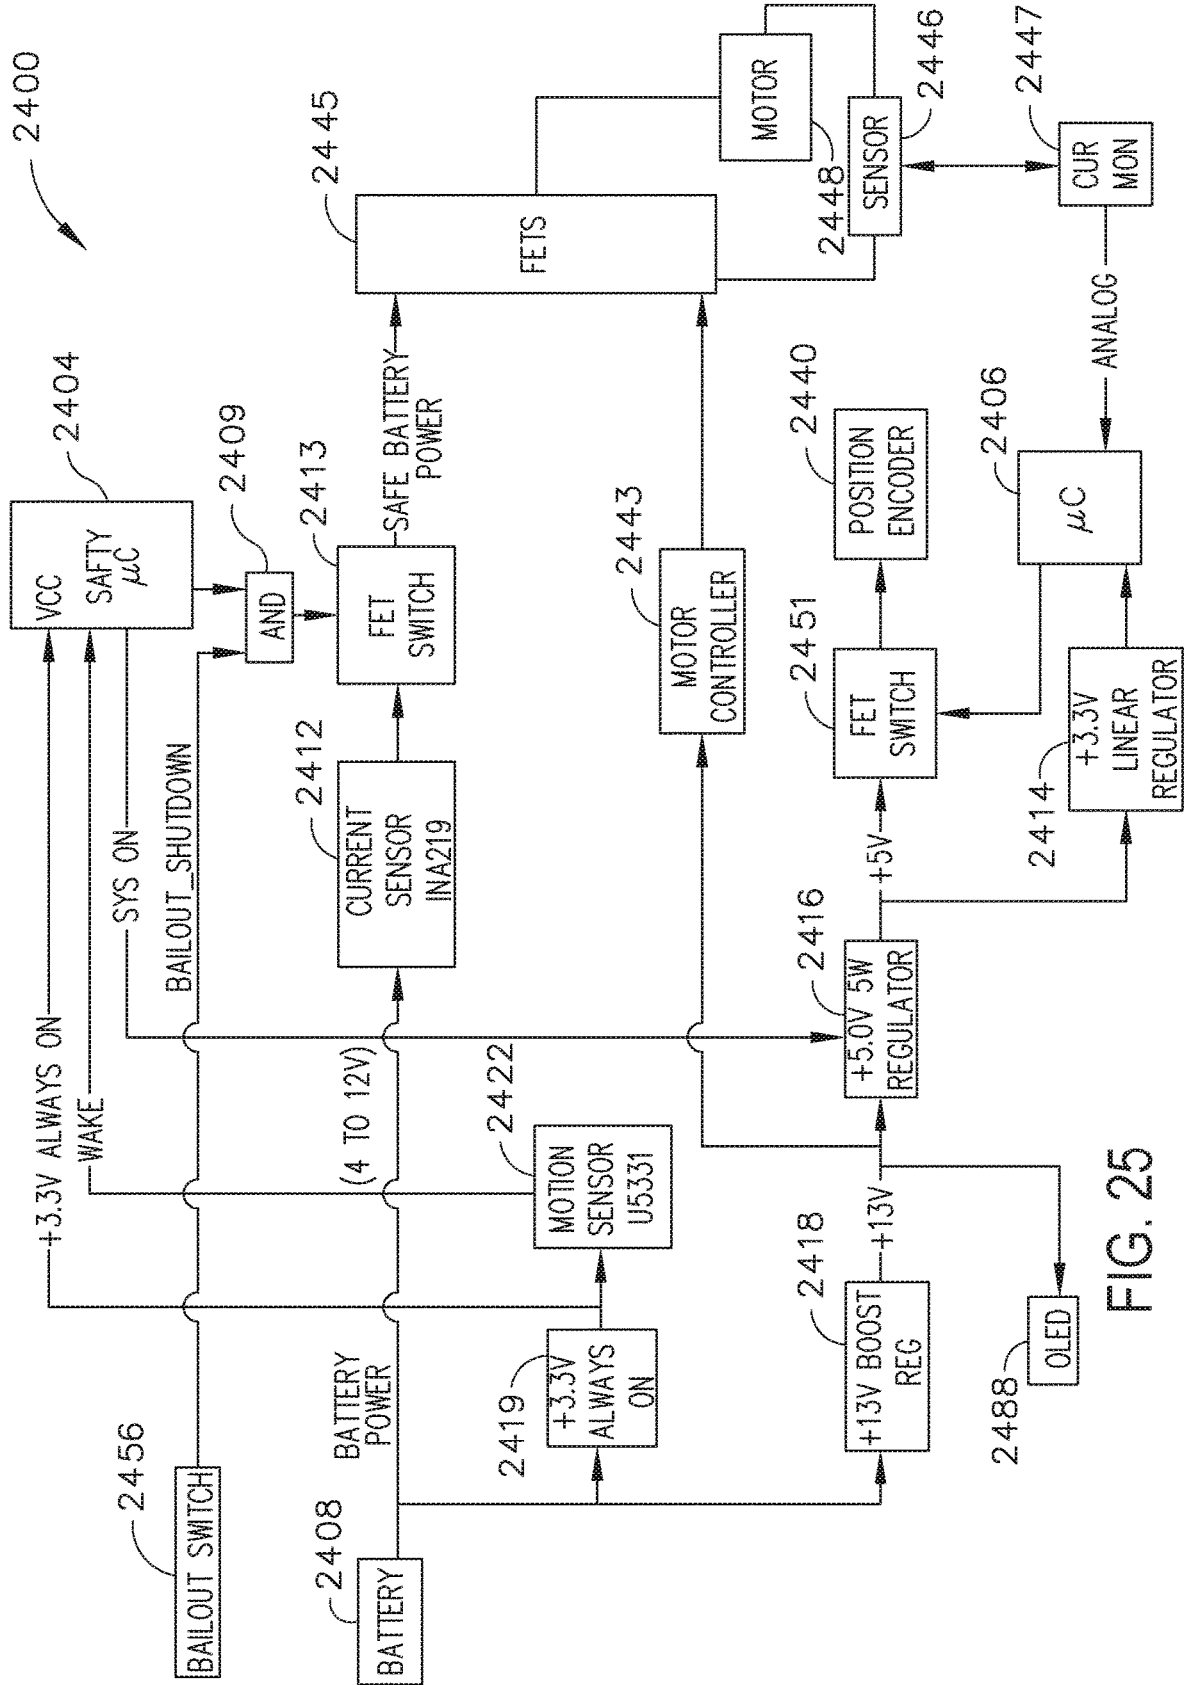 2400
2456
BAILOUT SWITCH
2408
BATTERY
BATTERY
POWER
+3.3V ALWAYS ON
WAKE
SYS ON
BAILOUT_SHUTDOWN
VCC
SAFTY
µC
2404
AND
2409
(4 TO 12V)
CURRENT
SENSOR
INA219
2412
FET
SWITCH
2413
SAFE BATTERY
POWER
FETS
2445
MOTOR
2448
SENSOR
2446
CUR
MON
2447
ANALOG
2419
+3.3V
ALWAYS
ON
MOTION
SENSOR
U5331
2422
MOTOR
CONTROLLER
2443
+13V BOOST
REG
2418
+13V
+5.0V 5W
REGULATOR
2416
+5V
FET
SWITCH
2451
POSITION
ENCODER
2440
µC
2406
+3.3V
LINEAR
REGULATOR
2414
OLED
2488
FIG. 25